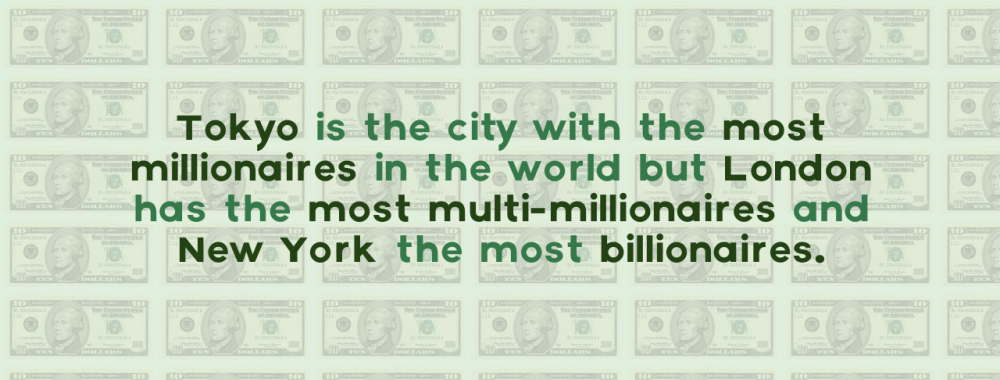 Tokyo is the city with the most
millionaires in the world but London
has the most multi-millionaires and
New York the most billionaires.